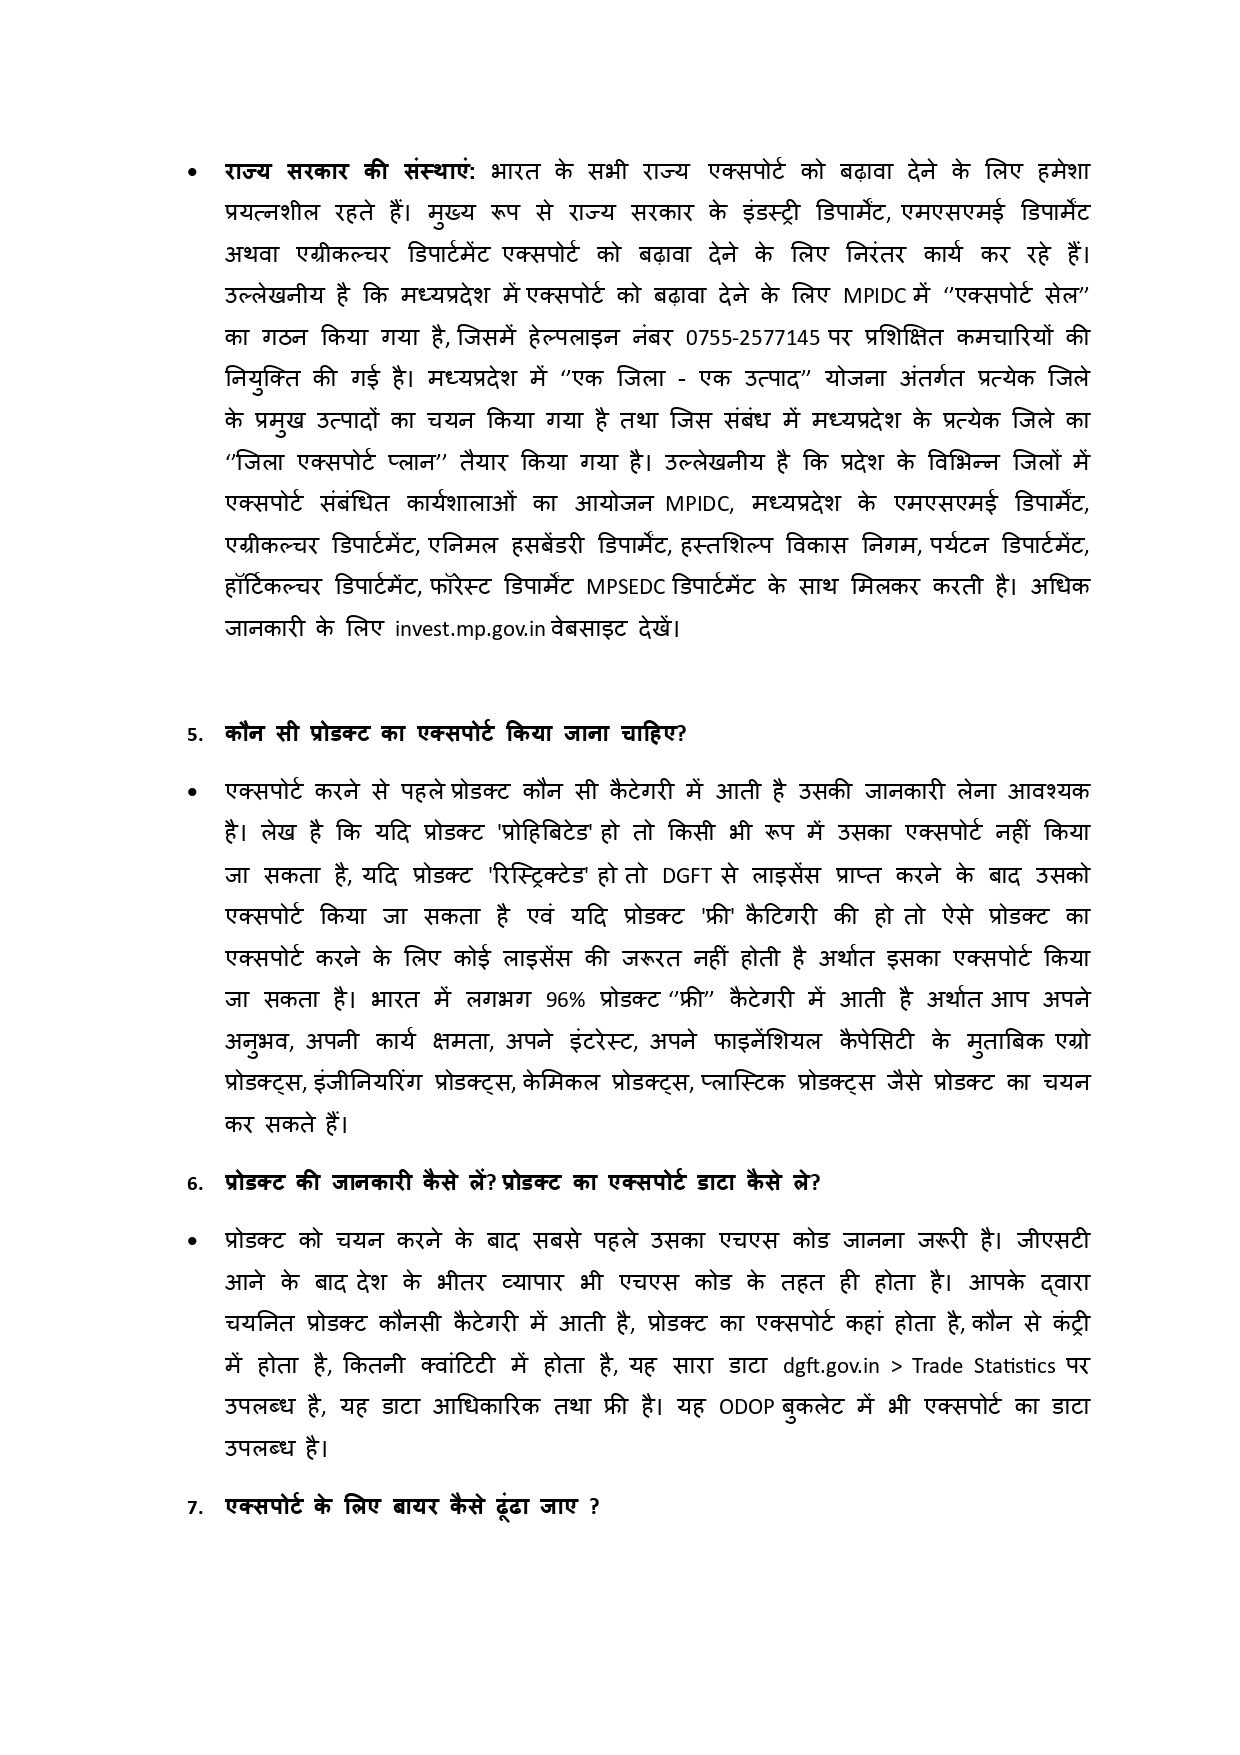 • राज्य सरकार की संस्थाएं: भारत के सभी राज्य एक्सपोर्ट को बढ़ावा देने के लिए हमेशा
प्रयत्नशील रहते हैं। मुख्य रूप से राज्य सरकार के इंडस्ट्री डिपार्मेंट, एमएसएमई डिपार्मेंट
अथवा एग्रीकल्चर डिपार्टमेंट एक्सपोर्ट को बढ़ावा देने के लिए निरंतर कार्य कर रहे हैं।
उल्लेखनीय है कि मध्यप्रदेश में एक्सपोर्ट को बढ़ावा देने के लिए MPIDC में ‘’एक्सपोर्ट सेल’’
का गठन किया गया है, जिसमें हेल्पलाइन नंबर 0755-2577145 पर प्रशिक्षित कमचारियों की
नियुक्ति की गई है। मध्यप्रदेश में ‘’एक जिला - एक उत्पाद’’ योजना अंतर्गत प्रत्येक जिले
के प्रमुख उत्पादों का चयन किया गया है तथा जिस संबंध में मध्यप्रदेश के प्रत्येक जिले का
‘’जिला एक्सपोर्ट प्लान’’ तैयार किया गया है। उल्लेखनीय है कि प्रदेश के विभिन्न जिलों में
एक्सपोर्ट संबंधित कार्यशालाओं का आयोजन MPIDC, मध्यप्रदेश के एमएसएमई डिपार्मेंट,
एग्रीकल्चर डिपार्टमेंट, एनिमल हसबेंडरी डिपार्मेंट, हस्तशिल्प विकास निगम, पर्यटन डिपार्टमेंट,
हॉर्टिकल्चर डिपार्टमेंट, फॉरेस्ट डिपार्मेंट MPSEDC डिपार्टमेंट के साथ मिलकर करती है। अधिक
जानकारी के लिए invest.mp.gov.in वेबसाइट देखें।
5. कौन सी प्रोडक्ट का एक्सपोर्ट किया जाना चाहिए?
• एक्सपोर्ट करने से पहले प्रोडक्ट कौन सी कैटेगरी में आती है उसकी जानकारी लेना आवश्यक
है। लेख है कि यदि प्रोडक्ट 'प्रोहिबिटेड' हो तो किसी भी रूप में उसका एक्सपोर्ट नहीं किया
जा सकता है, यदि प्रोडक्ट 'रिस्ट्रिक्टेड' हो तो DGFT से लाइसेंस प्राप्त करने के बाद उसको
एक्सपोर्ट किया जा सकता है एवं यदि प्रोडक्ट 'फ्री' कैटिगरी की हो तो ऐसे प्रोडक्ट का
एक्सपोर्ट करने के लिए कोई लाइसेंस की जरूरत नहीं होती है अर्थात इसका एक्सपोर्ट किया
जा सकता है। भारत में लगभग 96% प्रोडक्ट ‘’फ्री’’ कैटेगरी में आती है अर्थात आप अपने
अनुभव, अपनी कार्य क्षमता, अपने इंटरेस्ट, अपने फाइनेंशियल कैपेसिटी के मुताबिक एग्रो
प्रोडक्ट्स, इंजीनियरिंग प्रोडक्ट्स, केमिकल प्रोडक्ट्स, प्लास्टिक प्रोडक्ट्स जैसे प्रोडक्ट का चयन
कर सकते हैं।
6. प्रोडक्ट की जानकारी कैसे लें? प्रोडक्ट का एक्सपोर्ट डाटा कैसे ले?
• प्रोडक्ट को चयन करने के बाद सबसे पहले उसका एचएस कोड जानना जरूरी है। जीएसटी
आने के बाद देश के भीतर व्यापार भी एचएस कोड के तहत ही होता है। आपके द्वारा
चयनित प्रोडक्ट कौनसी कैटेगरी में आती है, प्रोडक्ट का एक्सपोर्ट कहां होता है, कौन से कंट्री
में होता है, कितनी क्वांटिटी में होता है, यह सारा डाटा dgft.gov.in > Trade Statistics पर
उपलब्ध है, यह डाटा आधिकारिक तथा फ्री है। यह ODOP बुकलेट में भी एक्सपोर्ट का डाटा
उपलब्ध है।
7. एक्सपोर्ट के लिए बायर कैसे ढूंढा जाए ?